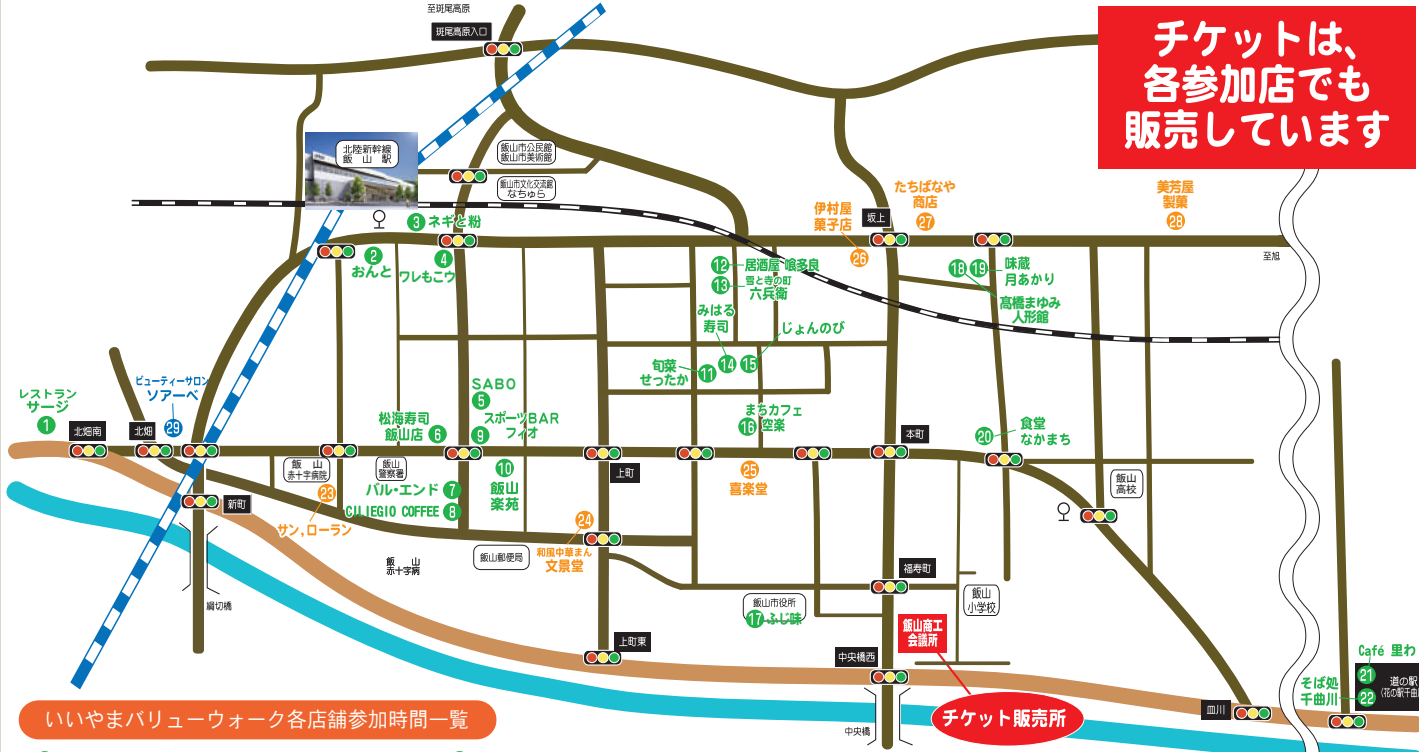 至斑尾高原
斑尾高原入口
チケットは、
各参加店でも
販売しています
北陸新幹線
飯山駅
飯山市公民館
飯山市美術館
飯山市文化交流館
なちゅら
3 ネギと粉
2
おんと
4
ワレもこウ
伊村屋
菓子店
26
坂上
たちばなや
商店
27
美芳屋
製菓
28
至旭
12 居酒屋 喰多良
13 雪と寺の町
六兵衛
18 19 味蔵
月あかり
髙橋まゆみ
人形館
みはる
寿司
14
じょんのび
15
旬菜
せったか
11
レストラン
サージ
1
北畑南
北畑
ビューティーサロン
ソアーベ
29
SABO
5
松海寿司
飯山店 6
スポーツBAR
フィオ
9
まちカフェ
16 空楽
本町
20 食堂
なかまち
飯山
赤十字病院
23
サン,ローラン
飯山
警察署
10
飯山
楽苑
バル・エンド 7
CILIEGIO COFFEE 8
上町
25
喜楽堂
飯山
高校
新町
24
和風中華まん
文景堂
飯山郵便局
飯山
赤十字病
綱切橋
福寿町
飯山市役所
17 ふじ味
飯山
小学校
飯山商工
会議所
上町東
中央橋西
中央橋
チケット販売所
皿川
Café 里わ
21
そば処
千曲川 22
道の駅
(花の駅千曲
いいやまバリューウォーク各店舗参加時間一覧